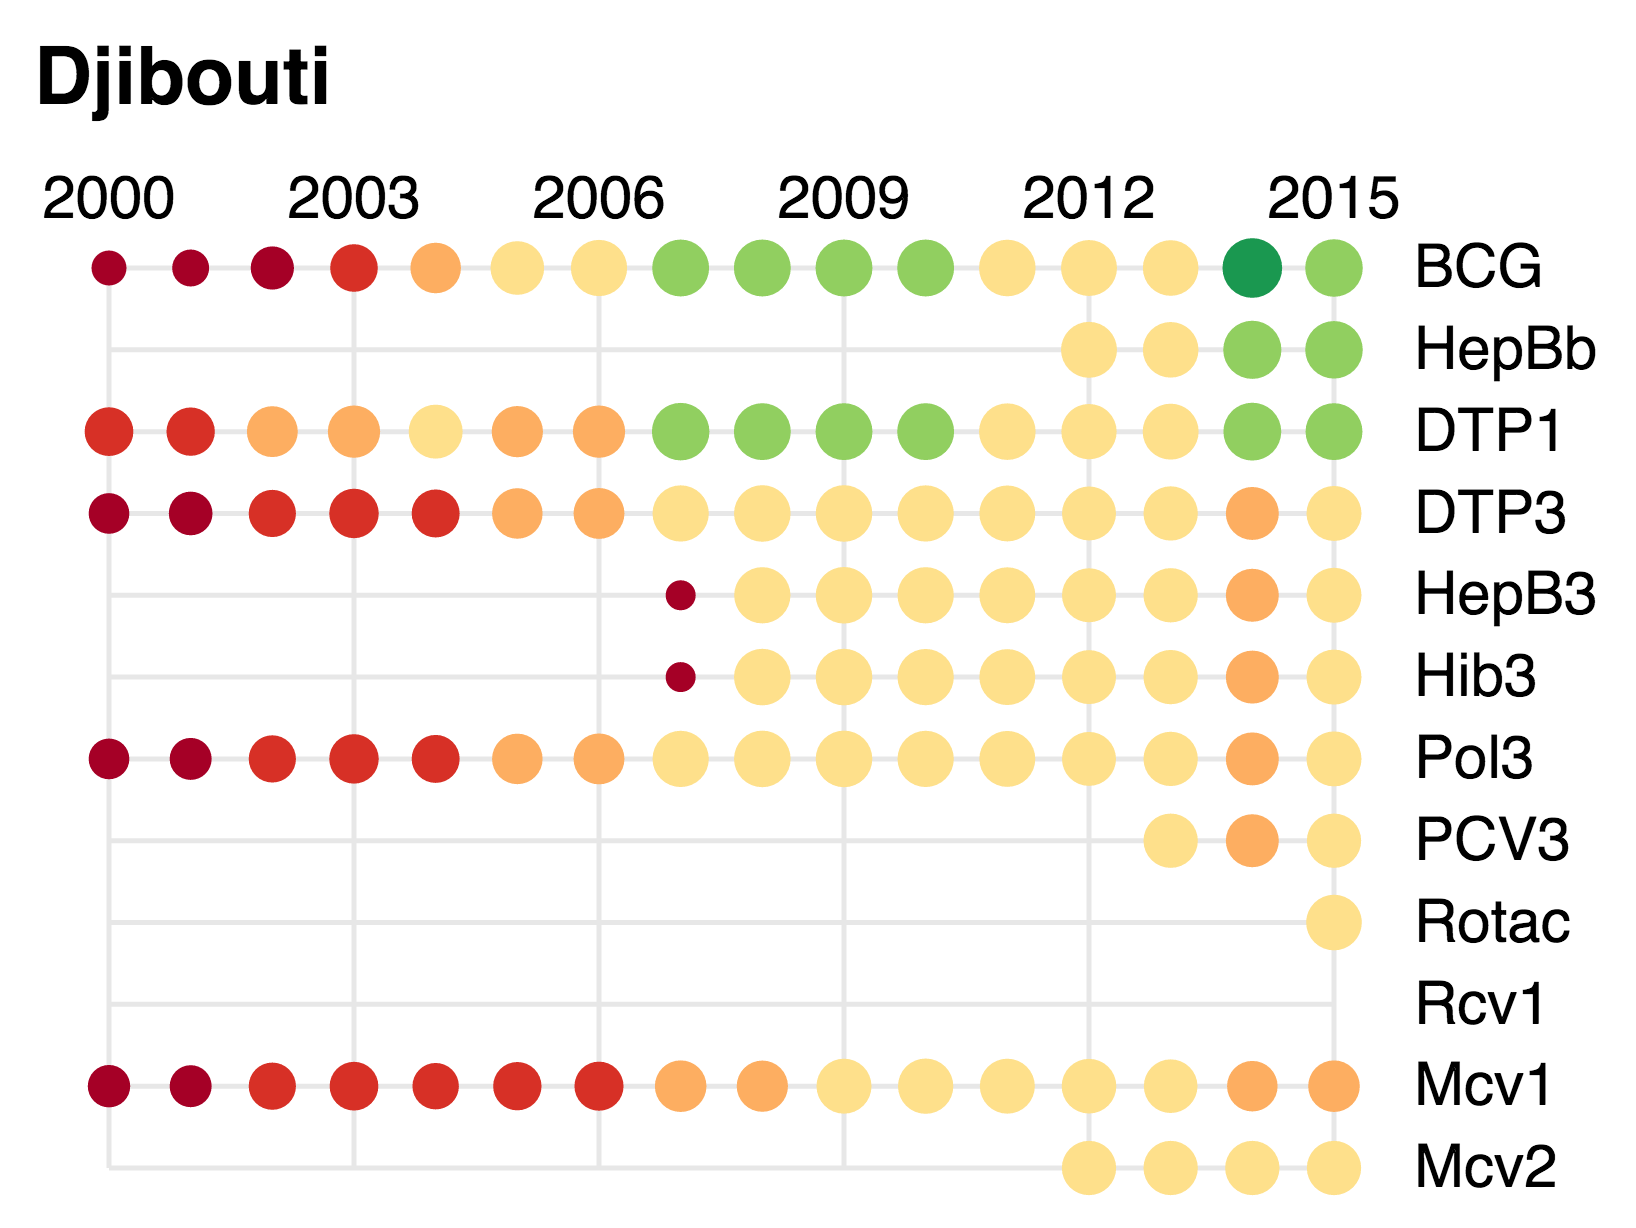 Djibouti
2000 2003 2006 2009 2012 2015
BCG
HepBb
DTP1
DTP3
HepB3
Hib3
Pol3
PCV3
Rotac
Rcv1
Mcv1
Mcv2